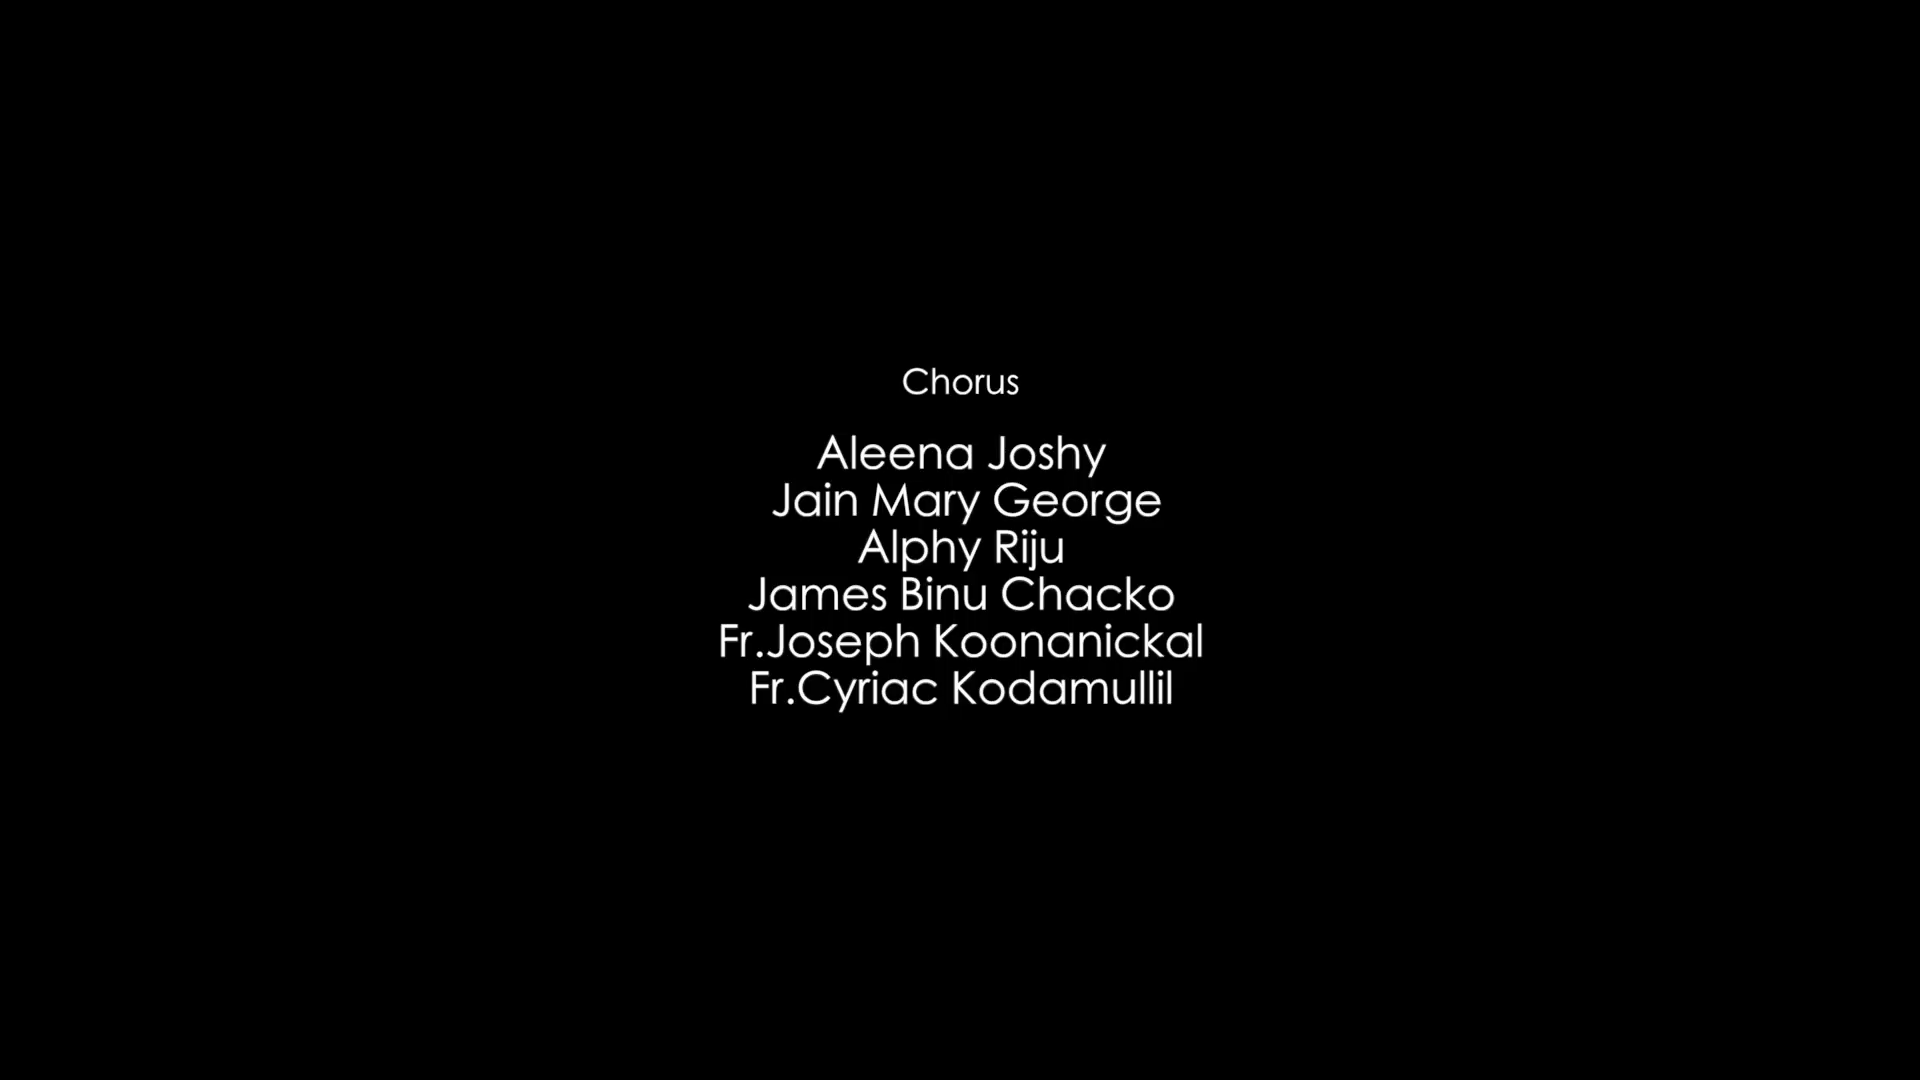 Chorus
Aleena Joshy
Jain Mary George
Alphy Riju
James Binu Chacko
Fr.Joseph Koonanickal
Fr.Cyriac Kodamullil